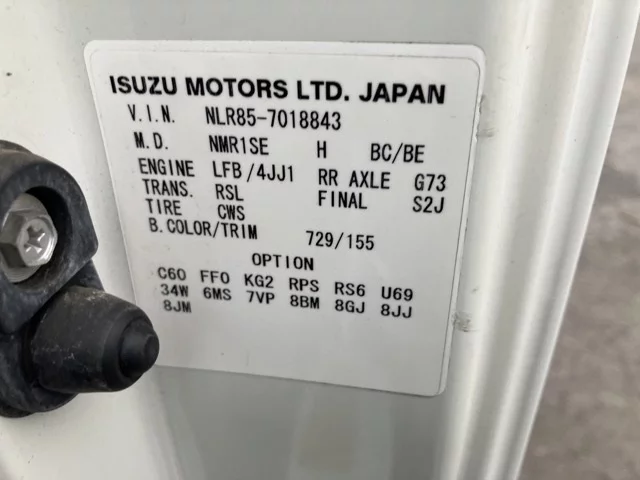 ISUZU MOTORS LTD. JAPAN
V.I.N. NLR85-7018843
M.D. NMR1SE H BC/BE
ENGINE LFB/4JJ1 RR AXLE G73
TRANS. RSL FINAL S2J
TIRE CWS
B.COLOR/TRIM 729/155
OPTION
C60 FF0 KG2 RPS RS6 U69
34W 6MS 7VP 8BM 8GJ 8JJ
8JM